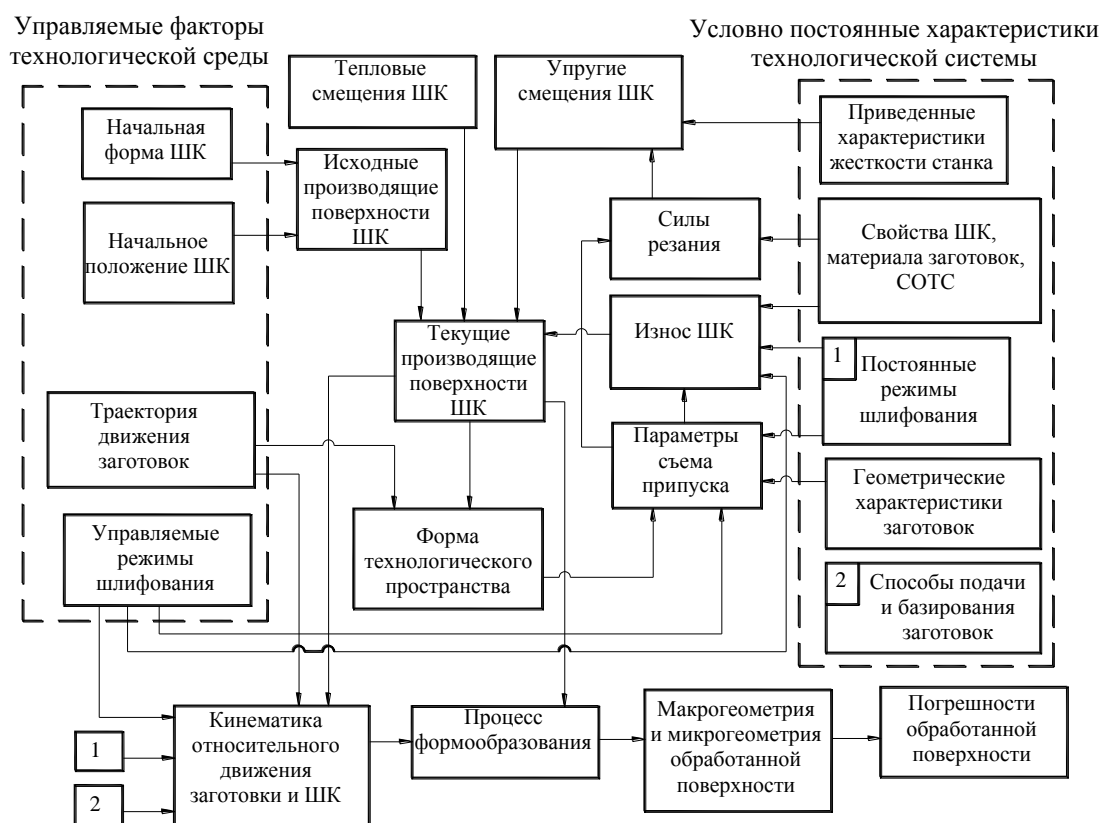 Управляемые факторы
технологической среды
Условно постоянные характеристики
технологической системы
Тепловые
смещения ШК
Упругие
смещения ШК
Начальная
форма ШК
Исходные
производящие
поверхности
ШК
Приведенные
характеристики
жесткости станка
Начальное
положение ШК
Силы
резания
Свойства ШК,
материала заготовок,
СОТС
Текущие
производящие
поверхности
ШК
Износ ШК
1
Постоянные
режимы
шлифования
Траектория
движения
заготовок
Параметры
съема
припуска
Геометрические
характеристики
заготовок
Управляемые
режимы
шлифования
Форма
технологического
пространства
2
Способы подачи
и базирования
заготовок
1
2
Кинематика
относительного
движения
заготовки и ШК
Процесс
формообразования
Макрогеометрия
и микрогеометрия
обработанной
поверхности
Погрешности
обработанной
поверхности